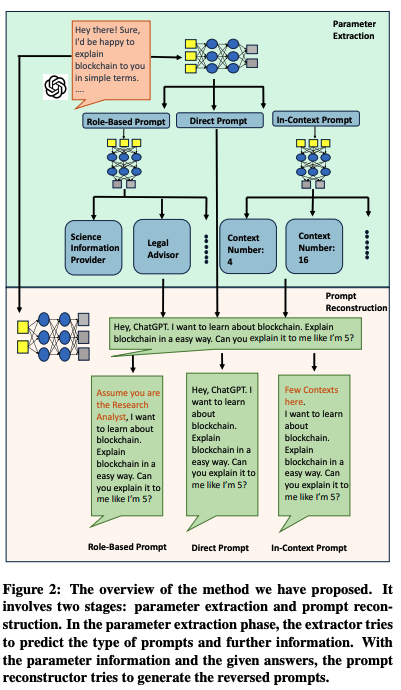 Parameter
Extraction
Hey there! Sure,
I'd be happy to
explain
blockchain to you
in simple terms.
....
Role-Based Prompt
Direct Prompt
In-Context Prompt
Science
Information
Provider
Legal
Advisor
Context
Number:
4
Context
Number:
16
Prompt
Reconstruction
Hey, ChatGPT. I want to learn about blockchain. Explain
blockchain in a easy way. Can you explain it to me like I'm 5?
Assume you are
the Research
Analyst, I want
to learn about
blockchain.
Explain
blockchain in a
easy way. Can
you explain it to
me like I'm 5?
Hey, ChatGPT. I
want to learn
about
blockchain.
Explain
blockchain in a
easy way. Can
you explain it to
me like I'm 5?
Few Contexts
here.
I want to learn
about
blockchain.
Explain
blockchain in a
easy way. Can
you explain it to
me like I'm 5?
Role-Based Prompt
Direct Prompt
In-Context Prompt
Figure 2: The overview of the method we have proposed. It
involves two stages: parameter extraction and prompt recon-
struction. In the parameter extraction phase, the extractor tries
to predict the type of prompts and further information. With
the parameter information and the given answers, the prompt
reconstructor tries to generate the reversed prompts.